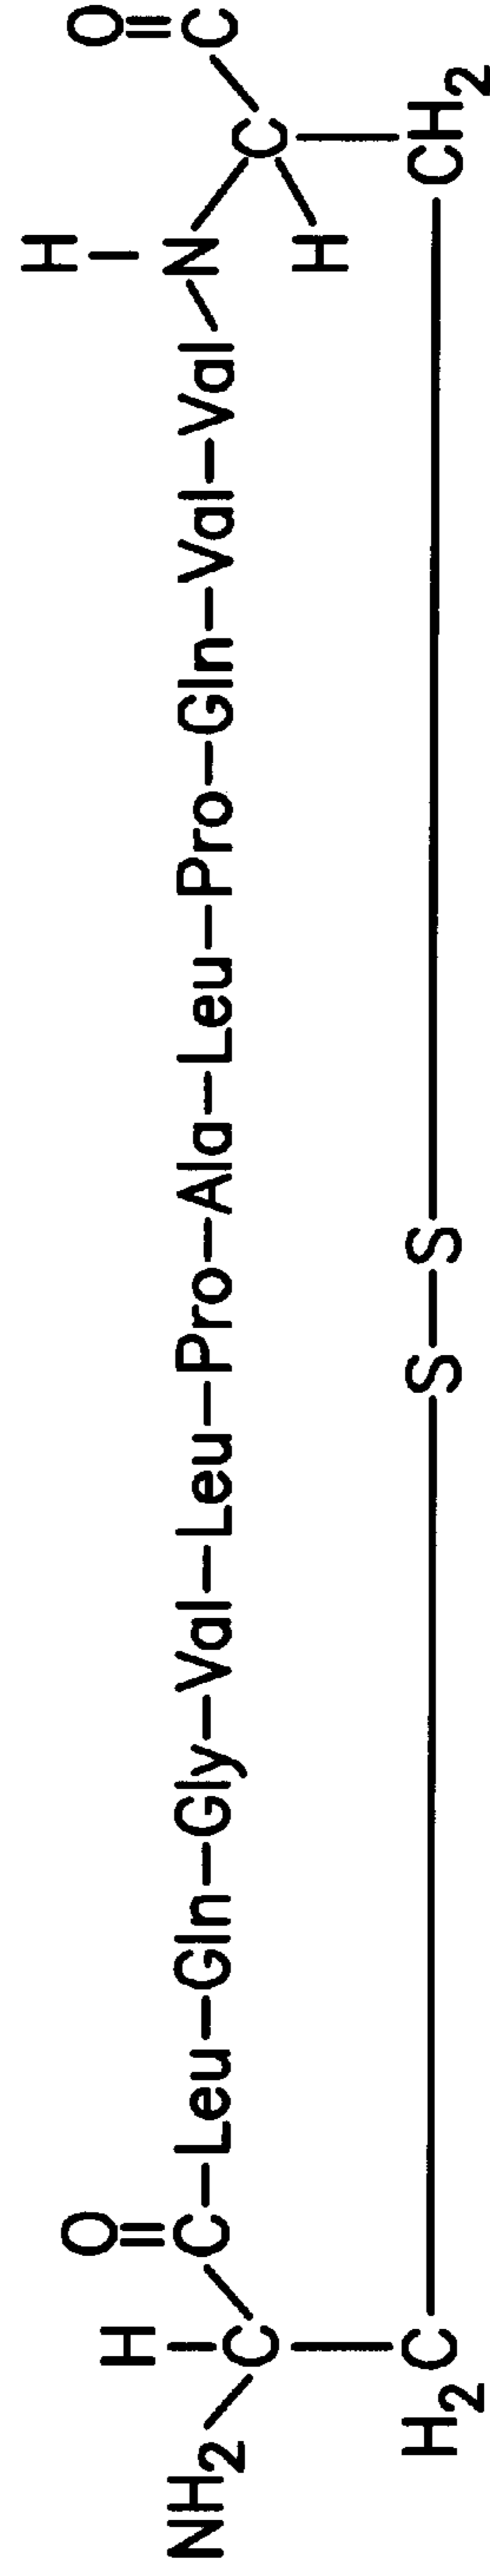 O H O
H
NH2 C C-Leu-Gln-Gly-Val-Leu-Pro-Ala-Leu-Pro-Gln-Val-Val N C C
H
H2C S-S CH2